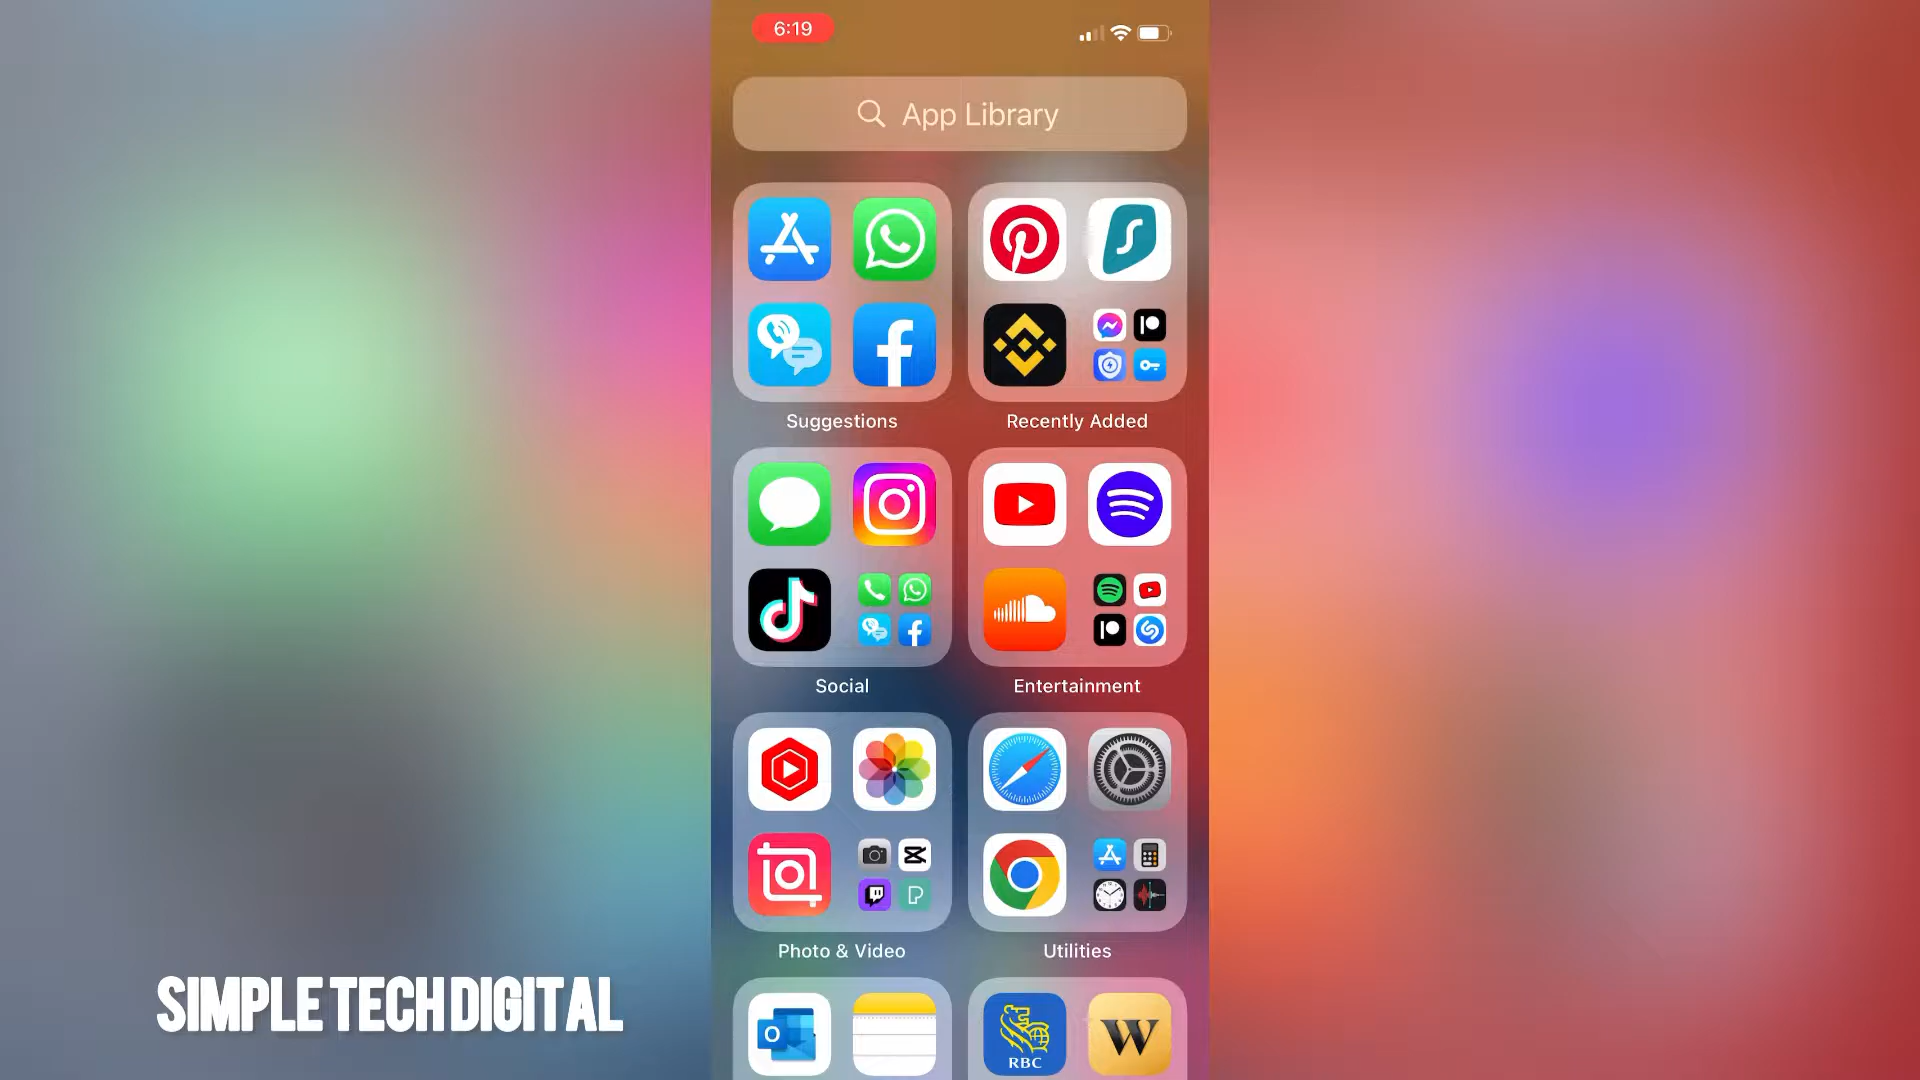 6:19
App Library
Suggestions
Recently Added
Social
Entertainment
Photo & Video
Utilities
RBC
W
SIMPLE TECH DIGITAL